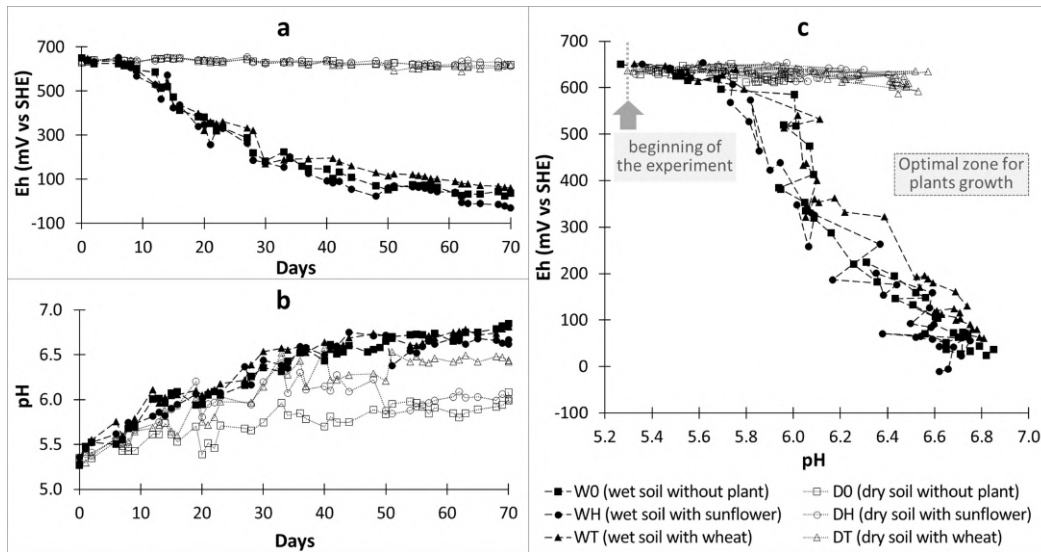 a
Eh (mV vs SHE)
700
500
300
100
-100
0 10 20 30 40 50 60 70
Days
b
pH
7.0
6.5
6.0
5.5
5.0
0 10 20 30 40 50 60 70
Days
c
Eh (mV vs SHE)
700
600
500
400
300
200
100
0
-100
beginning of
the experiment
Optimal zone for
plants growth
5.2 5.4 5.6 5.8 6.0 6.2 6.4 6.6 6.8 7.0
pH
W0 (wet soil without plant)
WH (wet soil with sunflower)
WT (wet soil with wheat)
D0 (dry soil without plant)
DH (dry soil with sunflower)
DT (dry soil with wheat)